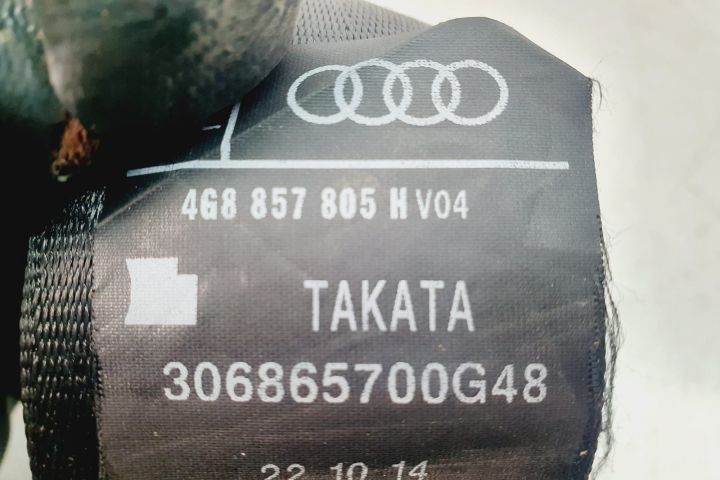 4G8 857 805 H V04
TAKATA
306865700G48
22.10.14